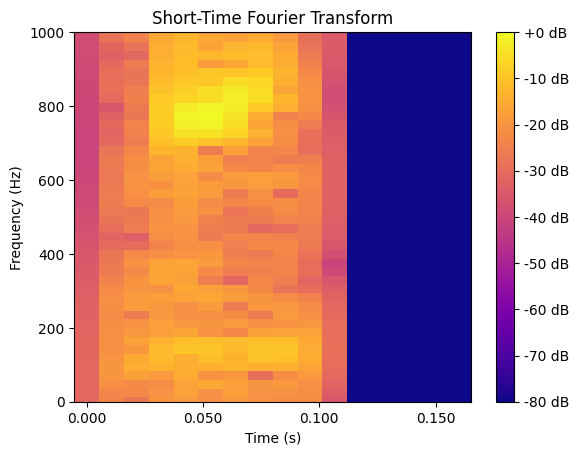 Short-Time Fourier Transform
Frequency (Hz)
1000
800
600
400
200
0
0.000
0.050
0.100
0.150
Time (s)
+0 dB
-10 dB
-20 dB
-30 dB
-40 dB
-50 dB
-60 dB
-70 dB
-80 dB